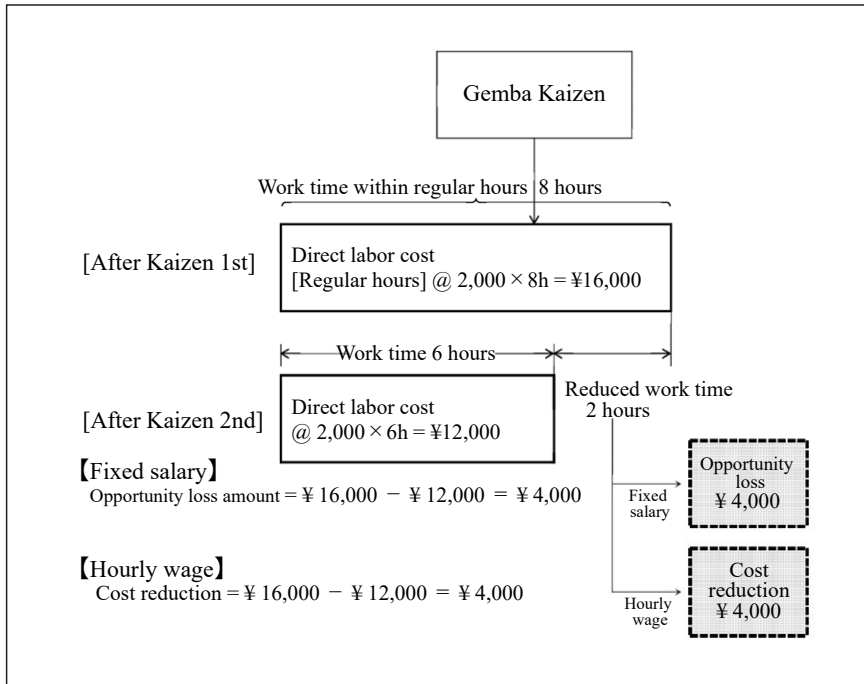 Gemba Kaizen
Work time within regular hours 8 hours
[After Kaizen 1st]
Direct labor cost
[Regular hours] @ 2,000 × 8h = ¥16,000
Work time 6 hours
Reduced work time
2 hours
[After Kaizen 2nd]
Direct labor cost
@ 2,000 × 6h = ¥12,000
【Fixed salary】
Opportunity loss amount = ¥ 16,000 − ¥ 12,000 = ¥ 4,000
Fixed
salary
Opportunity
loss
¥ 4,000
【Hourly wage】
Cost reduction = ¥ 16,000 − ¥ 12,000 = ¥ 4,000
Hourly
wage
Cost
reduction
¥ 4,000